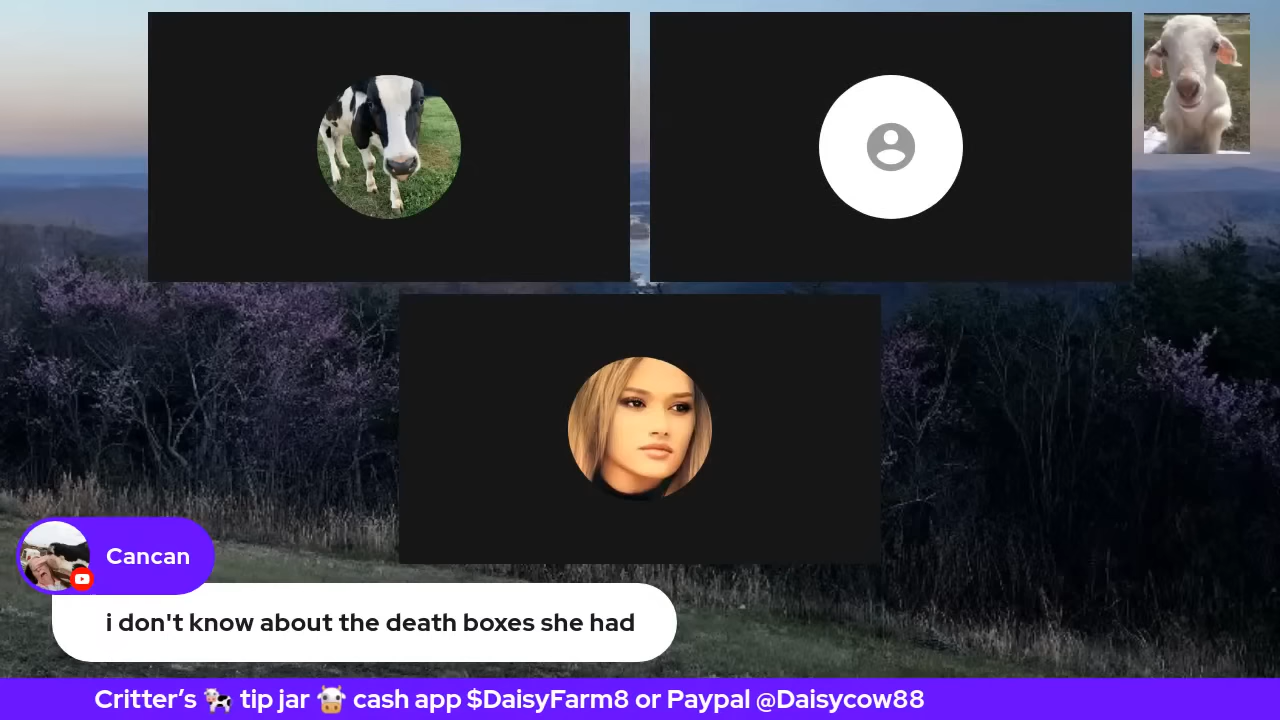 Cancan
i don't know about the death boxes she had
Critter’s 🐄 tip jar 🐮 cash app $DaisyFarm8 or Paypal @Daisycow88